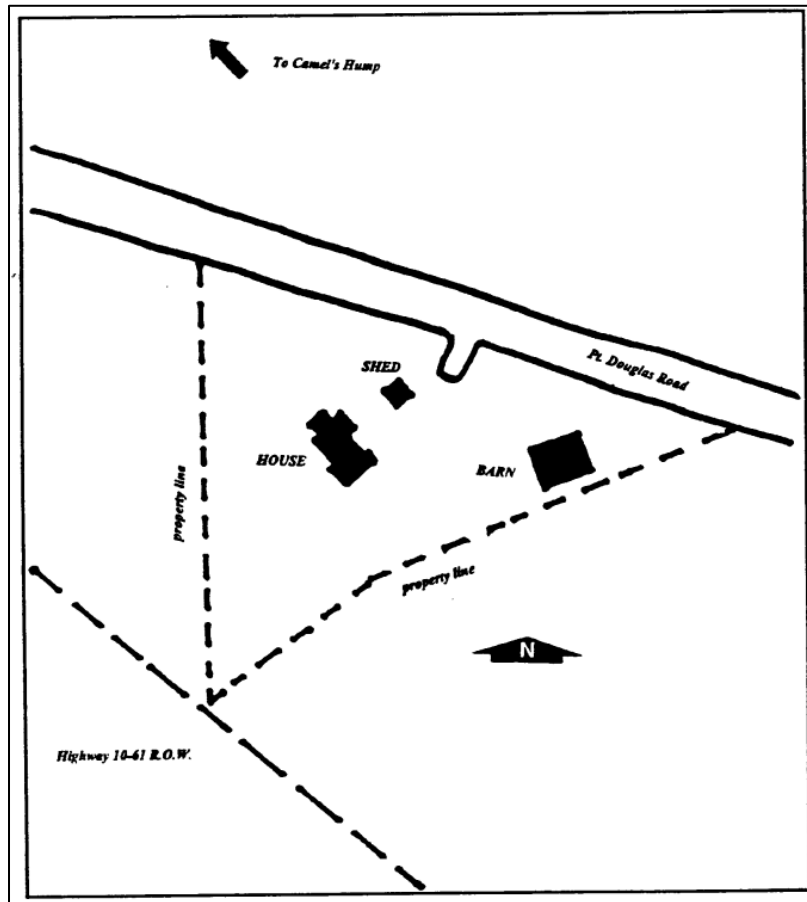 To Camel's Hump
Pt. Douglas Road
SHED
HOUSE
BARN
property line
property line
N
Highway 10-61 R.O.W.